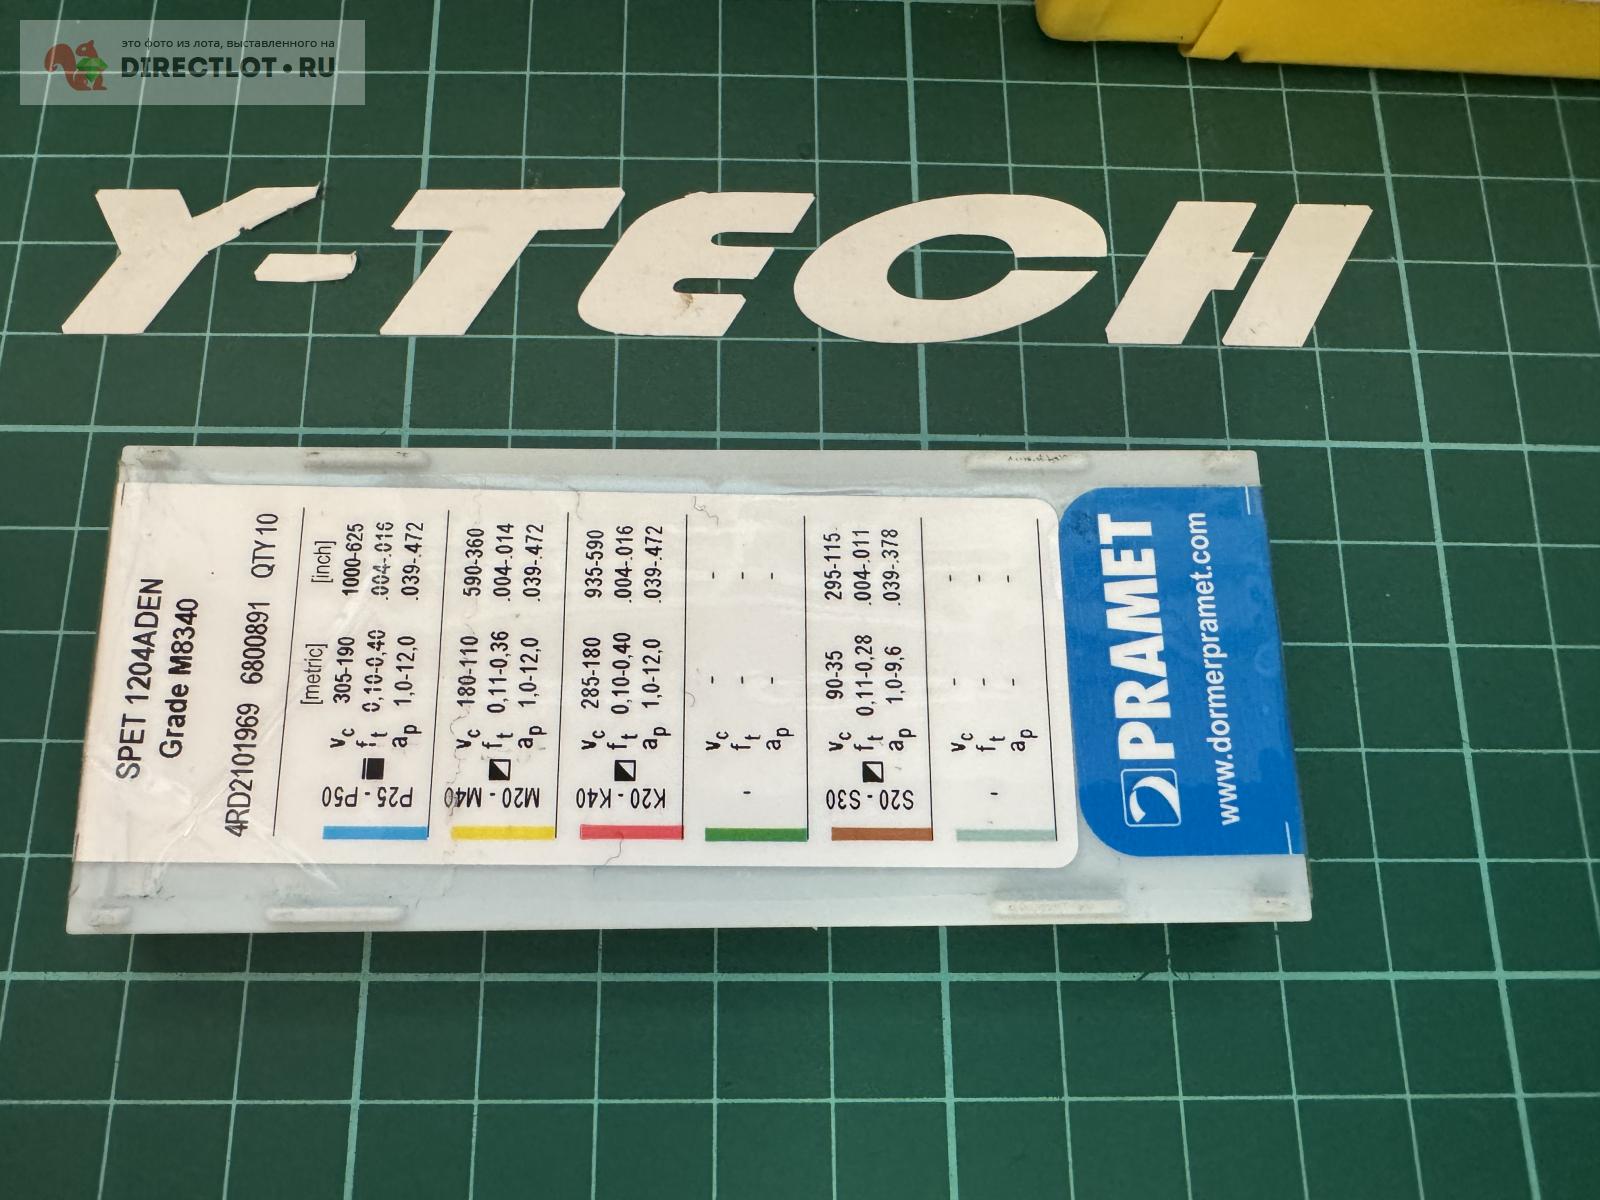 это фото из лота, выставленного на
DIRECTLOT.RU
Y-TECH
SPET 1204ADEN
Grade M8340
4RD2101969 6800891 QTY10
[metric] [inch]
P25 - P50
vc 305-190 1000-625
ft 0,10-0,40 .004-.016
ap 1,0-12,0 .039-.472
M20 - M40
vc 180-110 590-360
ft 0,11-0,36 .004-.014
ap 1,0-12,0 .039-.472
K20 - K40
vc 285-180 935-590
ft 0,10-0,40 .004-.016
ap 1,0-12,0 .039-.472
-
vc - -
ft - -
ap - -
S20 - S30
vc 90-35 295-115
ft 0,11-0,28 .004-.011
ap 1,0-9,6 .039-.378
-
vc - -
ft - -
ap - -
PRAMET
www.dormerpramet.com